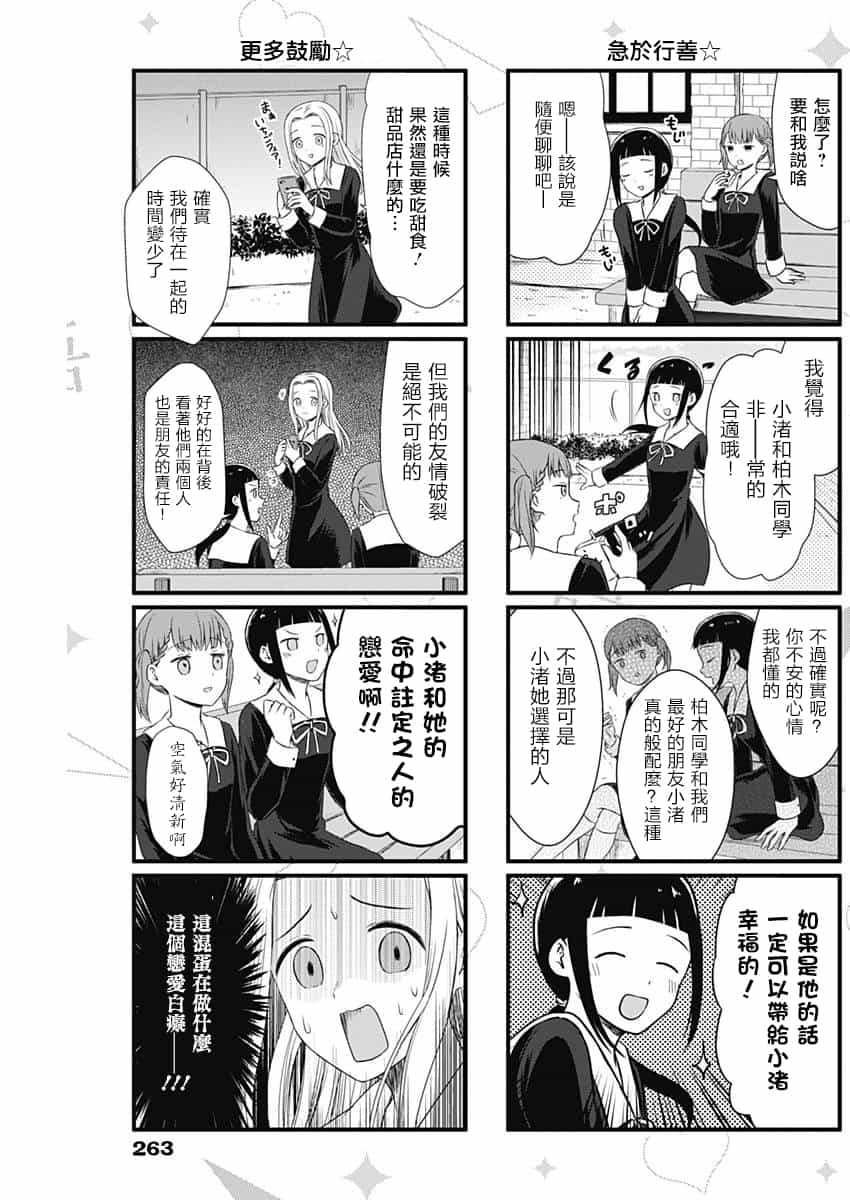 急於行善☆
怎麼了？
要和我說啥
嗯——該說是
隨便聊聊吧—
もじ
もじ
我覺得
小渚和柏木同學
非——常的
合適哦！
くるっ
ポン
不過確實呢？
你不安的心情
我都懂的
柏木同學和我們
最好的朋友小渚
真的般配麼？這種
不過那可是
小渚她選擇的人
如果是他的話
一定可以帶給小渚
幸福的！
更多鼓勵☆
這種時候
果然還是要吃甜食！
甜品店什麼的…
確實
我們待在一起的
時間變少了
但我們的友情破裂
是絕不可能的
好好的在背後
看著他們兩個人
也是朋友的責任！
小渚和她的
命中註定之人的
戀愛啊!!
空氣好清新啊
這混蛋在做什麼
這個戀愛白癡——!!!
263